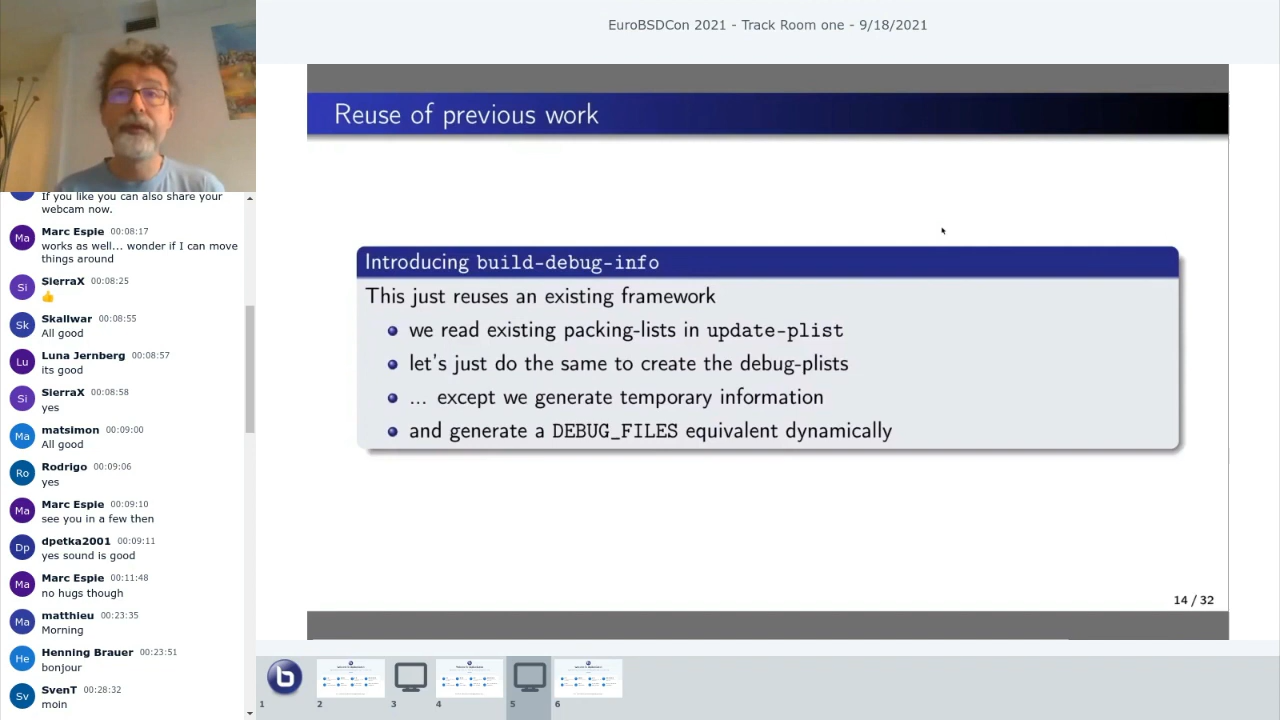 EuroBSDCon 2021 - Track Room one - 9/18/2021
If you like you can also share your
webcam now.
Ma
Marc Espie 00:08:17
works as well... wonder if I can move
things around
Si
SierraX 00:08:25
👍
Sk
Skallwar 00:08:55
All good
Lu
Luna Jernberg 00:08:57
its good
Si
SierraX 00:08:58
yes
Ma
matsimon 00:09:00
All good
Ro
Rodrigo 00:09:06
yes
Ma
Marc Espie 00:09:10
see you in a few then
Dp
dpetka2001 00:09:11
yes sound is good
Ma
Marc Espie 00:11:48
no hugs though
Ma
matthieu 00:23:35
Morning
He
Henning Brauer 00:23:51
bonjour
Sv
SvenT 00:28:32
moin
Reuse of previous work
Introducing build-debug-info
This just reuses an existing framework
we read existing packing-lists in update-plist
let's just do the same to create the debug-plists
... except we generate temporary information
and generate a DEBUG_FILES equivalent dynamically
14 / 32
b
1
2
3
4
5
6